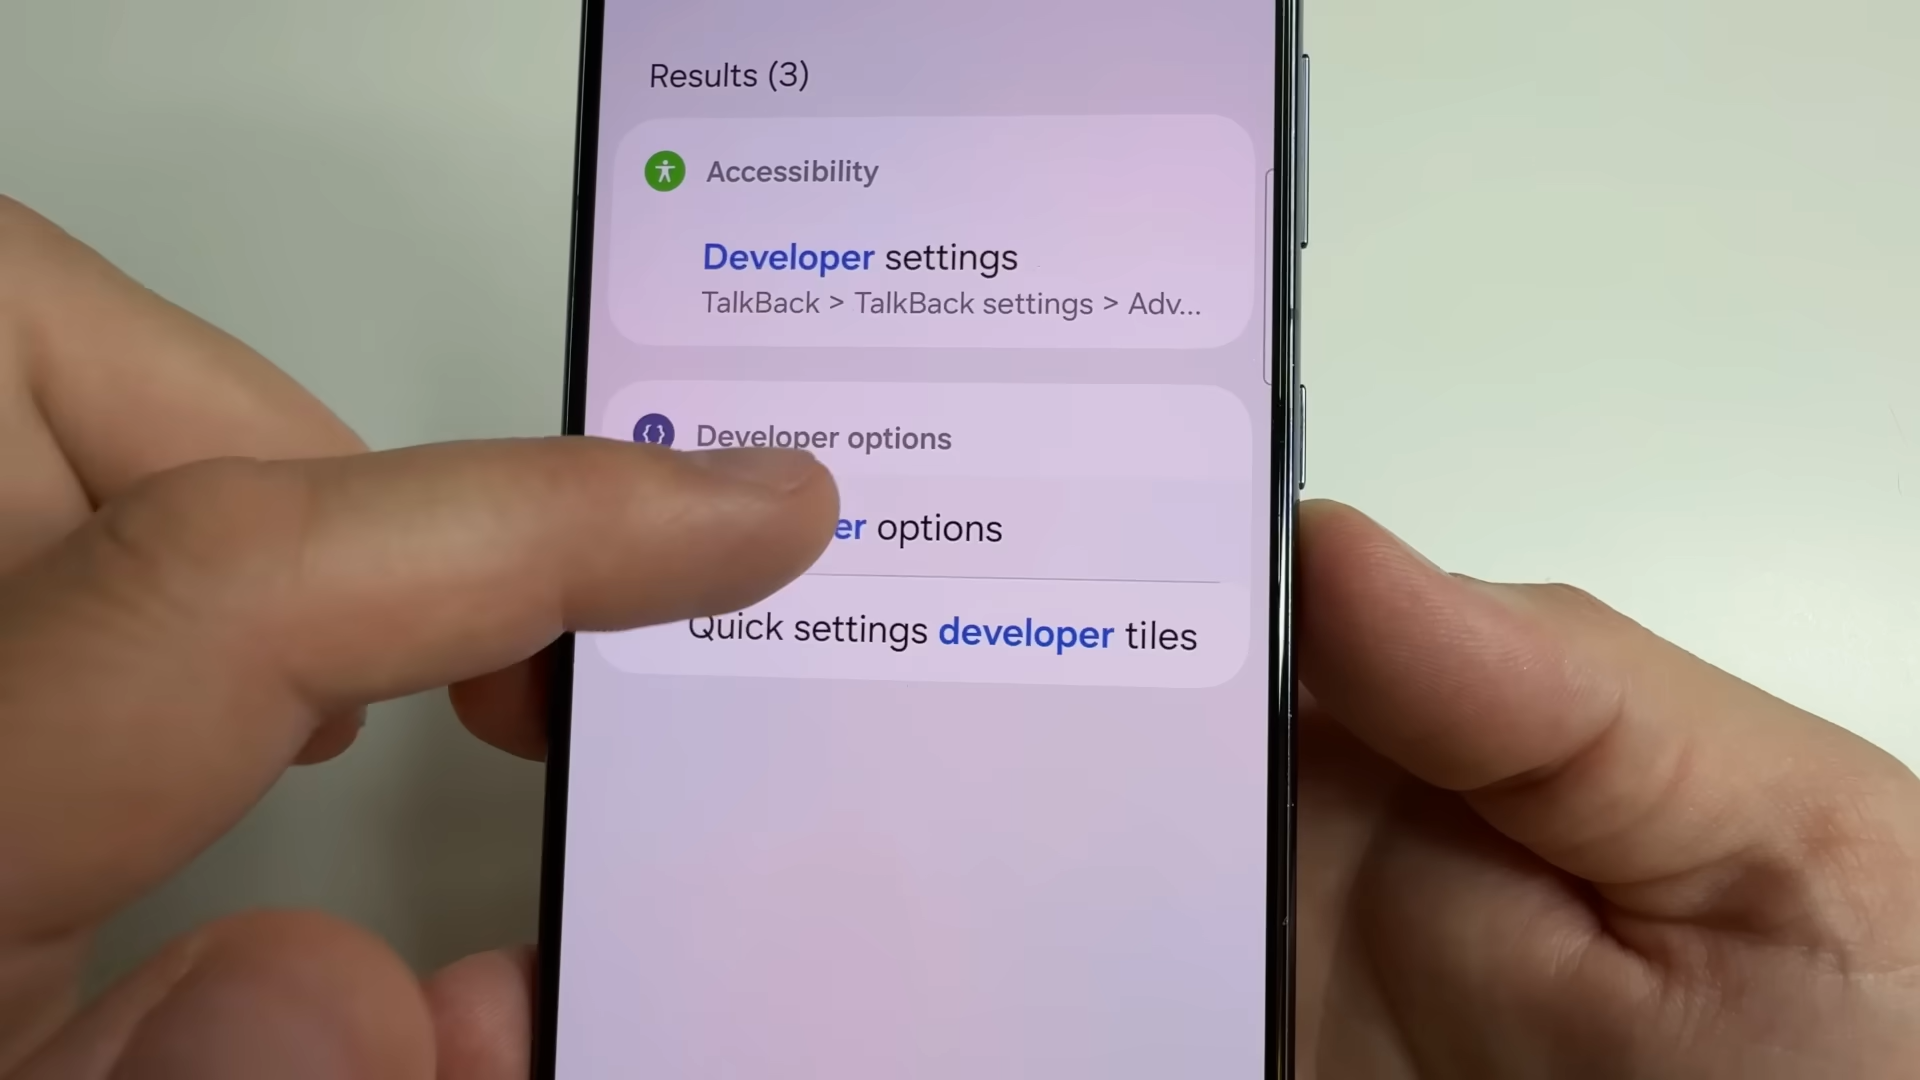 Results (3)
Accessibility
Developer settings
TalkBack > TalkBack settings > Adv...
Developer options
er options
Quick settings developer tiles